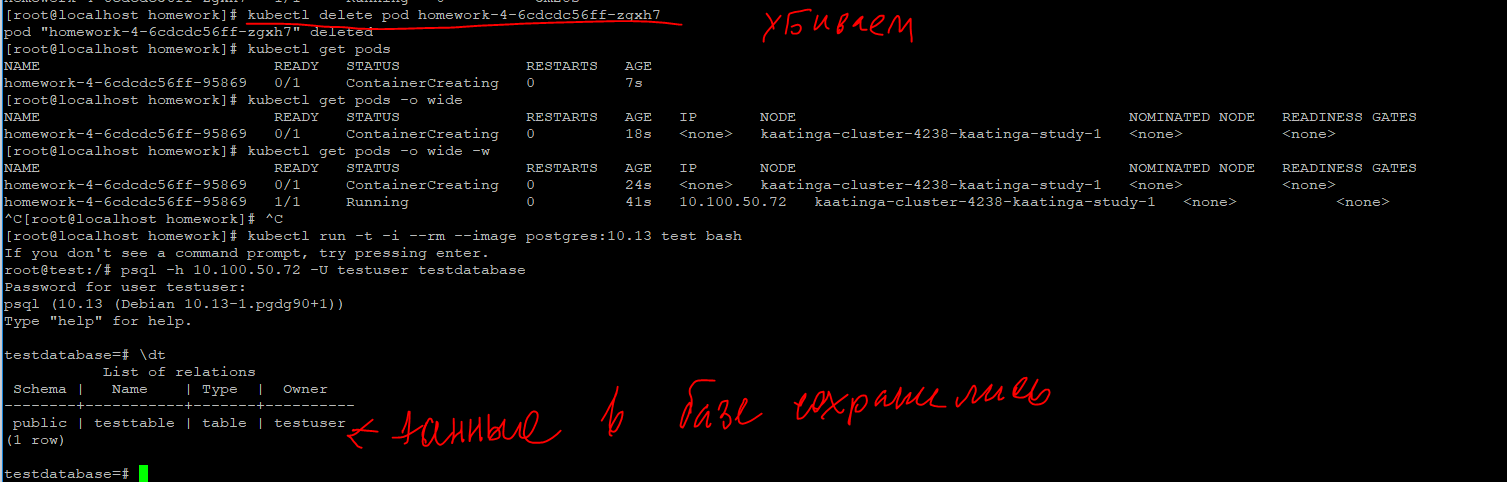 [root@localhost homework]# kubectl delete pod homework-4-6cdcdc56ff-zgxh7
убиваем
pod "homework-4-6cdcdc56ff-zgxh7" deleted
[root@localhost homework]# kubectl get pods
NAME READY STATUS RESTARTS AGE
homework-4-6cdcdc56ff-95869 0/1 ContainerCreating 0 7s
[root@localhost homework]# kubectl get pods -o wide
NAME READY STATUS RESTARTS AGE IP NODE NOMINATED NODE READINESS GATES
homework-4-6cdcdc56ff-95869 0/1 ContainerCreating 0 18s <none> kaatinga-cluster-4238-kaatinga-study-1 <none> <none>
[root@localhost homework]# kubectl get pods -o wide -w
NAME READY STATUS RESTARTS AGE IP NODE NOMINATED NODE READINESS GATES
homework-4-6cdcdc56ff-95869 0/1 ContainerCreating 0 24s <none> kaatinga-cluster-4238-kaatinga-study-1 <none> <none>
homework-4-6cdcdc56ff-95869 1/1 Running 0 41s 10.100.50.72 kaatinga-cluster-4238-kaatinga-study-1 <none> <none>
^C[root@localhost homework]# ^C
[root@localhost homework]# kubectl run -t -i --rm --image postgres:10.13 test bash
If you don't see a command prompt, try pressing enter.
root@test:/# psql -h 10.100.50.72 -U testuser testdatabase
Password for user testuser:
psql (10.13 (Debian 10.13-1.pgdg90+1))
Type "help" for help.
testdatabase=# \dt
List of relations
Schema | Name | Type | Owner
--------+-----------+-------+----------
public | testtable | table | testuser
данные в базе сохранились
(1 row)
testdatabase=#